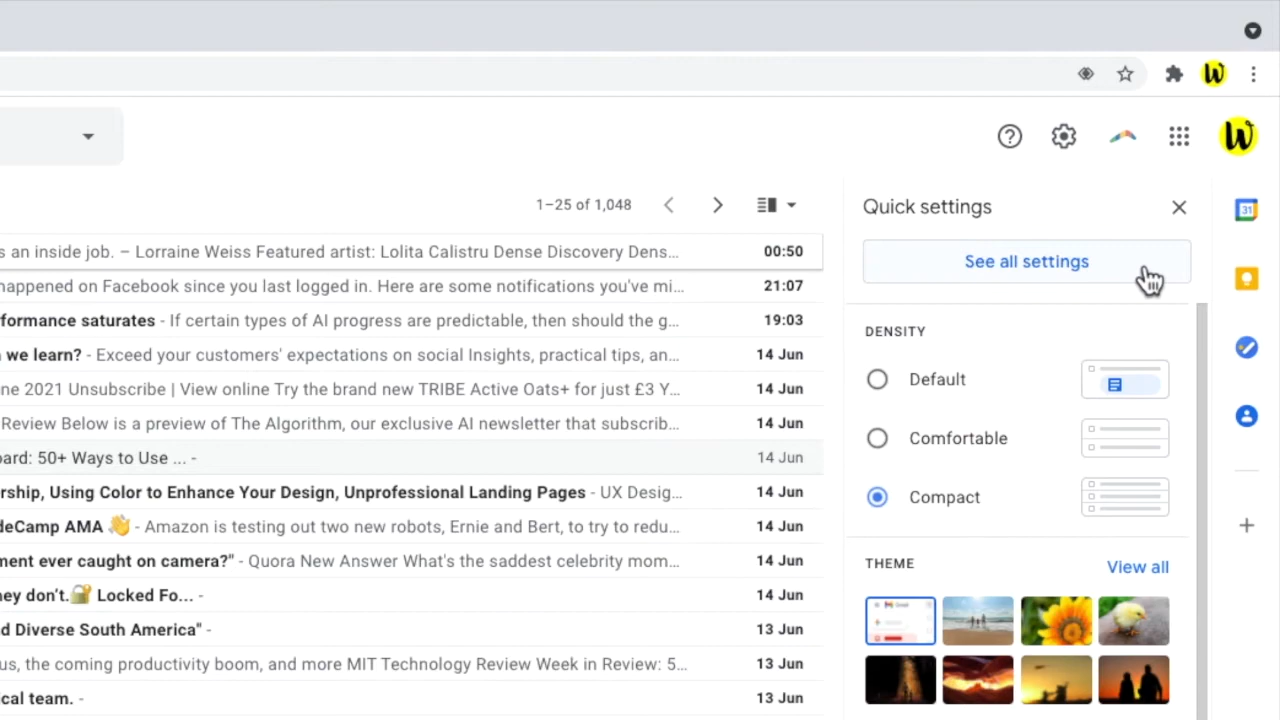 W
W
1–25 of 1,048
Quick settings
31
s an inside job. – Lorraine Weiss Featured artist: Lolita Calistru Dense Discovery Dens… 00:50
See all settings
happened on Facebook since you last logged in. Here are some notifications you've mi… 21:07
formance saturates - If certain types of AI progress are predictable, then should the g… 19:03
DENSITY
we learn? - Exceed your customers' expectations on social Insights, practical tips, an… 14 Jun
Default
ne 2021 Unsubscribe | View online Try the brand new TRIBE Active Oats+ for just £3 Y… 14 Jun
Review Below is a preview of The Algorithm, our exclusive AI newsletter that subscrib… 14 Jun
Comfortable
oard: 50+ Ways to Use ... - 14 Jun
rship, Using Color to Enhance Your Design, Unprofessional Landing Pages - UX Desig… 14 Jun
Compact
deCamp AMA 👋 - Amazon is testing out two new robots, Ernie and Bert, to try to redu… 14 Jun
ment ever caught on camera?" - Quora New Answer What's the saddest celebrity mom… 14 Jun
THEME
View all
ey don't.🔐 Locked Fo... - 14 Jun
Gmail
d Diverse South America" - 13 Jun
us, the coming productivity boom, and more MIT Technology Review Week in Review: 5… 13 Jun
ical team. - 13 Jun